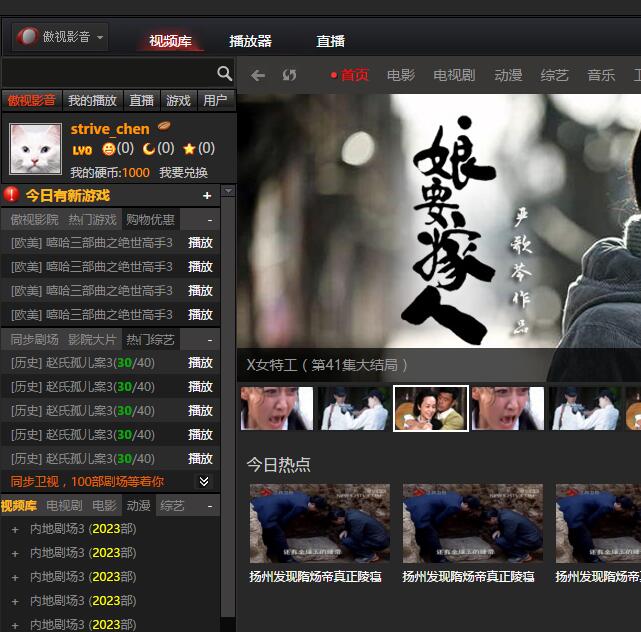 傲视影音
视频库 播放器 直播
首页 电影 电视剧 动漫 综艺 音乐
傲视影音 我的播放 直播 游戏 用户
strive_chen
LV0 (0) (0) (0)
我的硬币:1000 我要兑换
今日有新游戏 +
傲视影院 热门游戏 购物优惠 -
[欧美] 嘻哈三部曲之绝世高手3 播放
[欧美] 嘻哈三部曲之绝世高手3 播放
[欧美] 嘻哈三部曲之绝世高手3 播放
[欧美] 嘻哈三部曲之绝世高手3 播放
同步剧场 影院大片 热门综艺 -
[历史] 赵氏孤儿案3(30/40) 播放
[历史] 赵氏孤儿案3(30/40) 播放
[历史] 赵氏孤儿案3(30/40) 播放
[历史] 赵氏孤儿案3(30/40) 播放
[历史] 赵氏孤儿案3(30/40) 播放
同步卫视，100部剧场等着你
视频库 电视剧 电影 动漫 综艺 -
+ 内地剧场3 (2023部)
+ 内地剧场3 (2023部)
+ 内地剧场3 (2023部)
+ 内地剧场3 (2023部)
+ 内地剧场3 (2023部)
娘要嫁人
严歌苓作品
X女特工（第41集大结局）
今日热点
扬州发现隋炀帝真正陵寝 扬州发现隋炀帝真正陵寝 扬州发现隋炀帝真